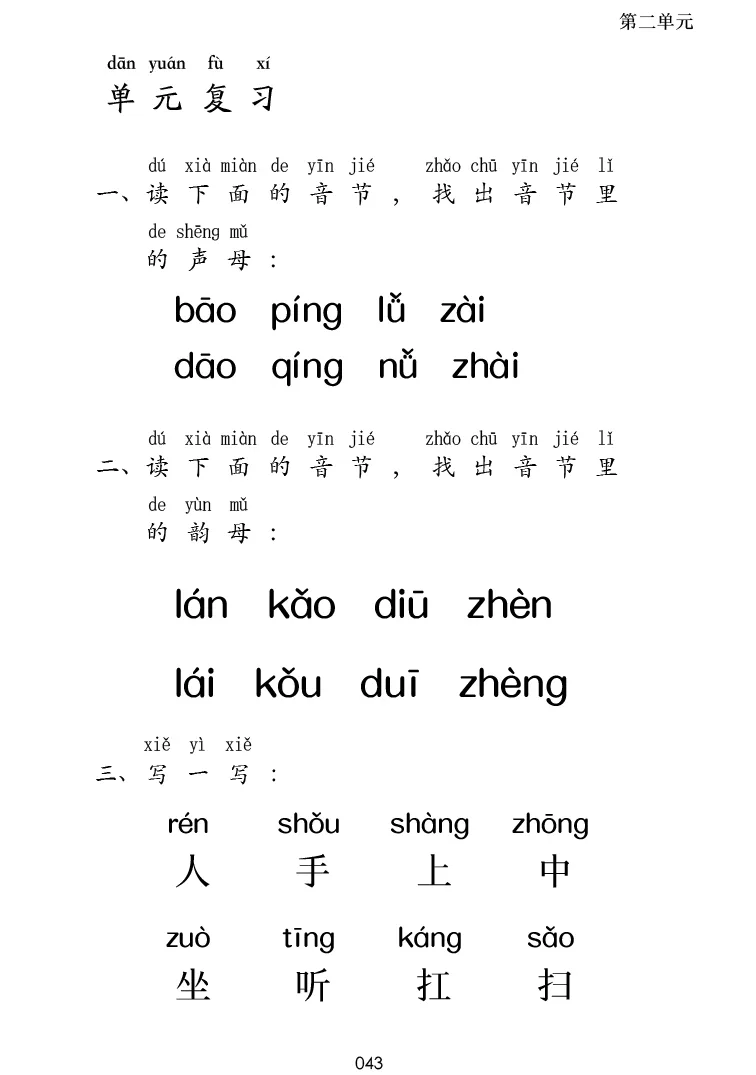 第二单元
dān yuán fù xí
单元复习
dú xià miàn de yīn jié zhǎo chū yīn jié lǐ
一、读下面的音节，找出音节里
de shēng mǔ
的声母：
bāo píng lǚ zài
dāo qíng nǚ zhài
dú xià miàn de yīn jié zhǎo chū yīn jié lǐ
二、读下面的音节，找出音节里
de yùn mǔ
的韵母：
lán kǎo diū zhèn
lái kǒu duī zhèng
xiě yì xiě
三、写一写：
rén shǒu shàng zhōng
人 手 上 中
zuò tīng káng sǎo
坐 听 扛 扫
043